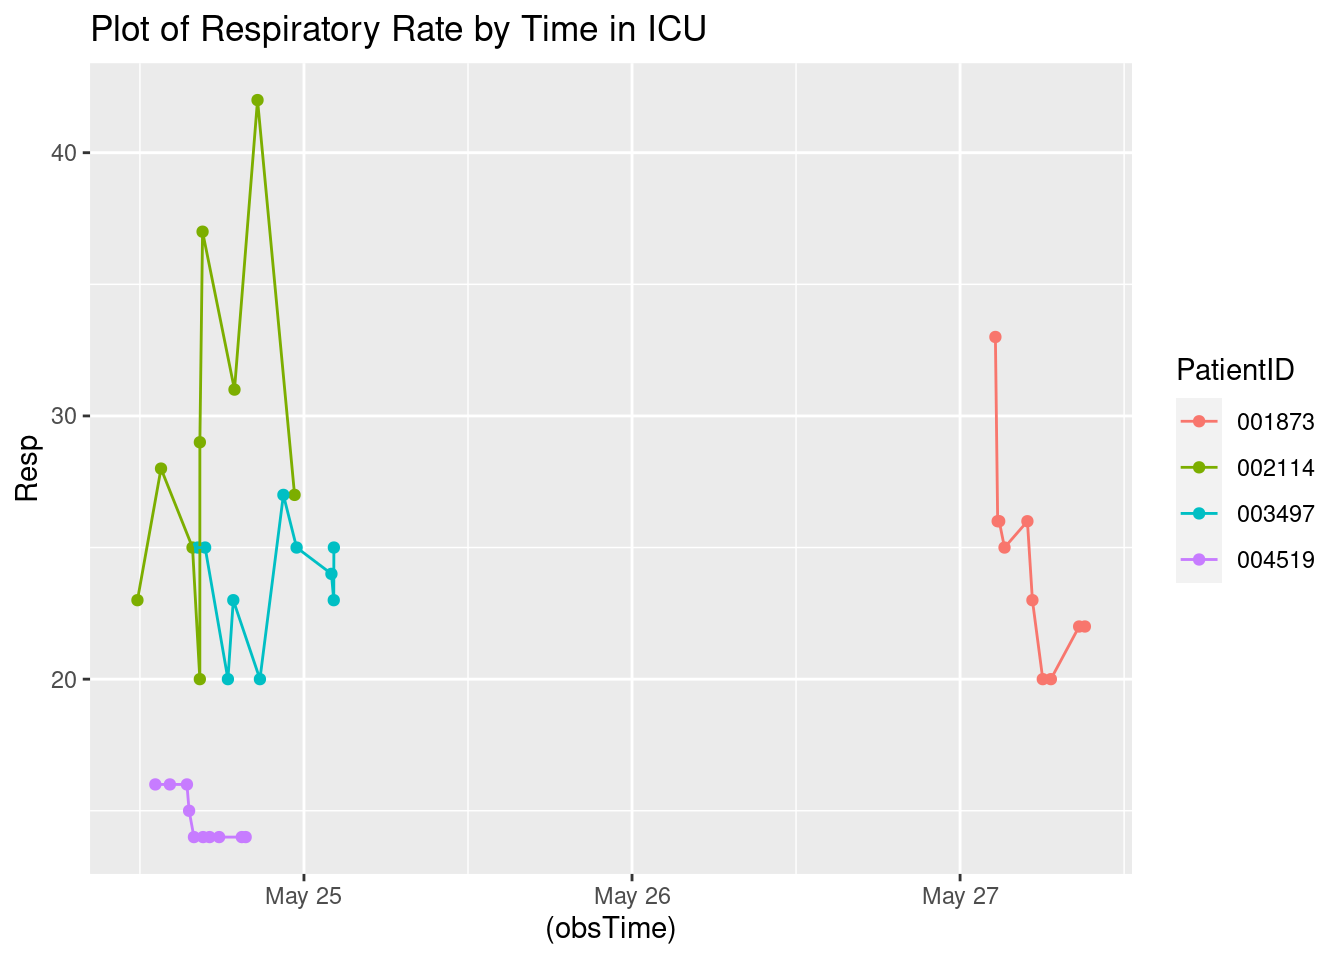 Plot of Respiratory Rate by Time in ICU
40
30
20
Resp
May 25
May 26
May 27
(obsTime)
PatientID
001873
002114
003497
004519